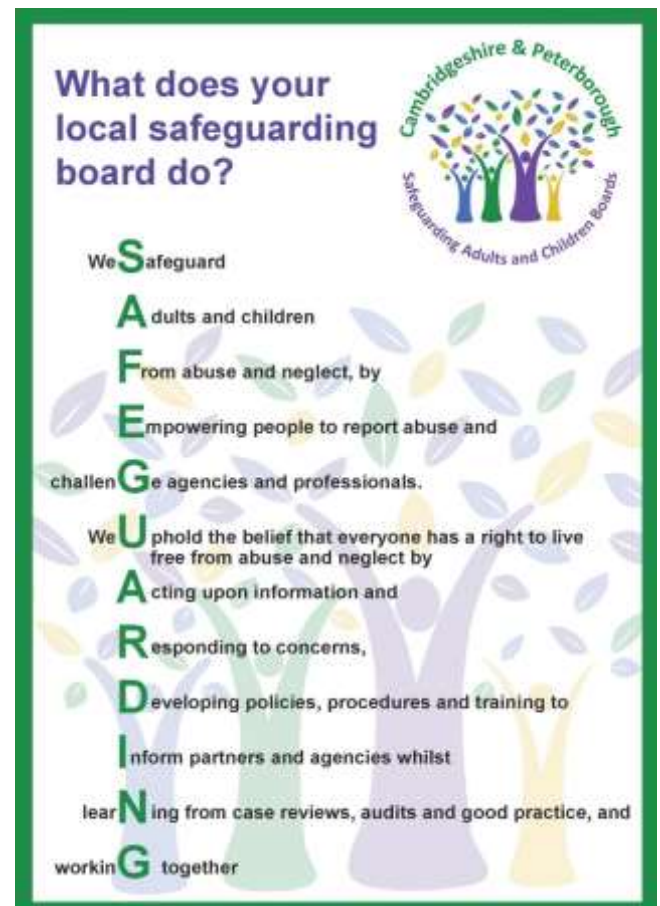 What does your
local safeguarding
board do?
Cambridgeshire & Peterborough
Safeguarding Adults and Children Boards
We Safeguard
Adults and children
From abuse and neglect, by
Empowering people to report abuse and
challenGe agencies and professionals.
We Uphold the belief that everyone has a right to live
free from abuse and neglect by
Acting upon information and
Responding to concerns,
Developing policies, procedures and training to
Inform partners and agencies whilst
learNing from case reviews, audits and good practice, and
workinG together